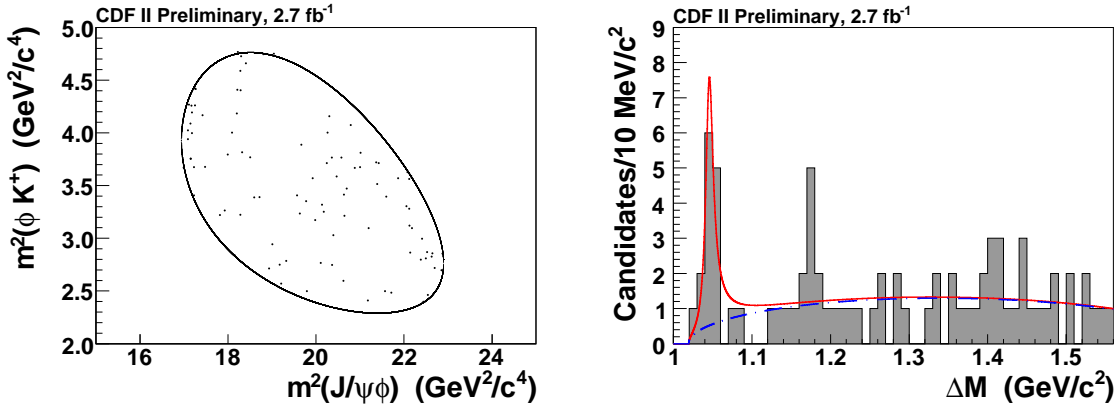 CDF II Preliminary, 2.7 fb⁻¹
m²(ϕ K⁺) (GeV²/c⁴)
5.0
4.5
4.0
3.5
3.0
2.5
2.0
16 18 20 22 24
m²(J/ψϕ) (GeV²/c⁴)
CDF II Preliminary, 2.7 fb⁻¹
Candidates/10 MeV/c²
9
8
7
6
5
4
3
2
1
0
1 1.1 1.2 1.3 1.4 1.5
ΔM (GeV/c²)